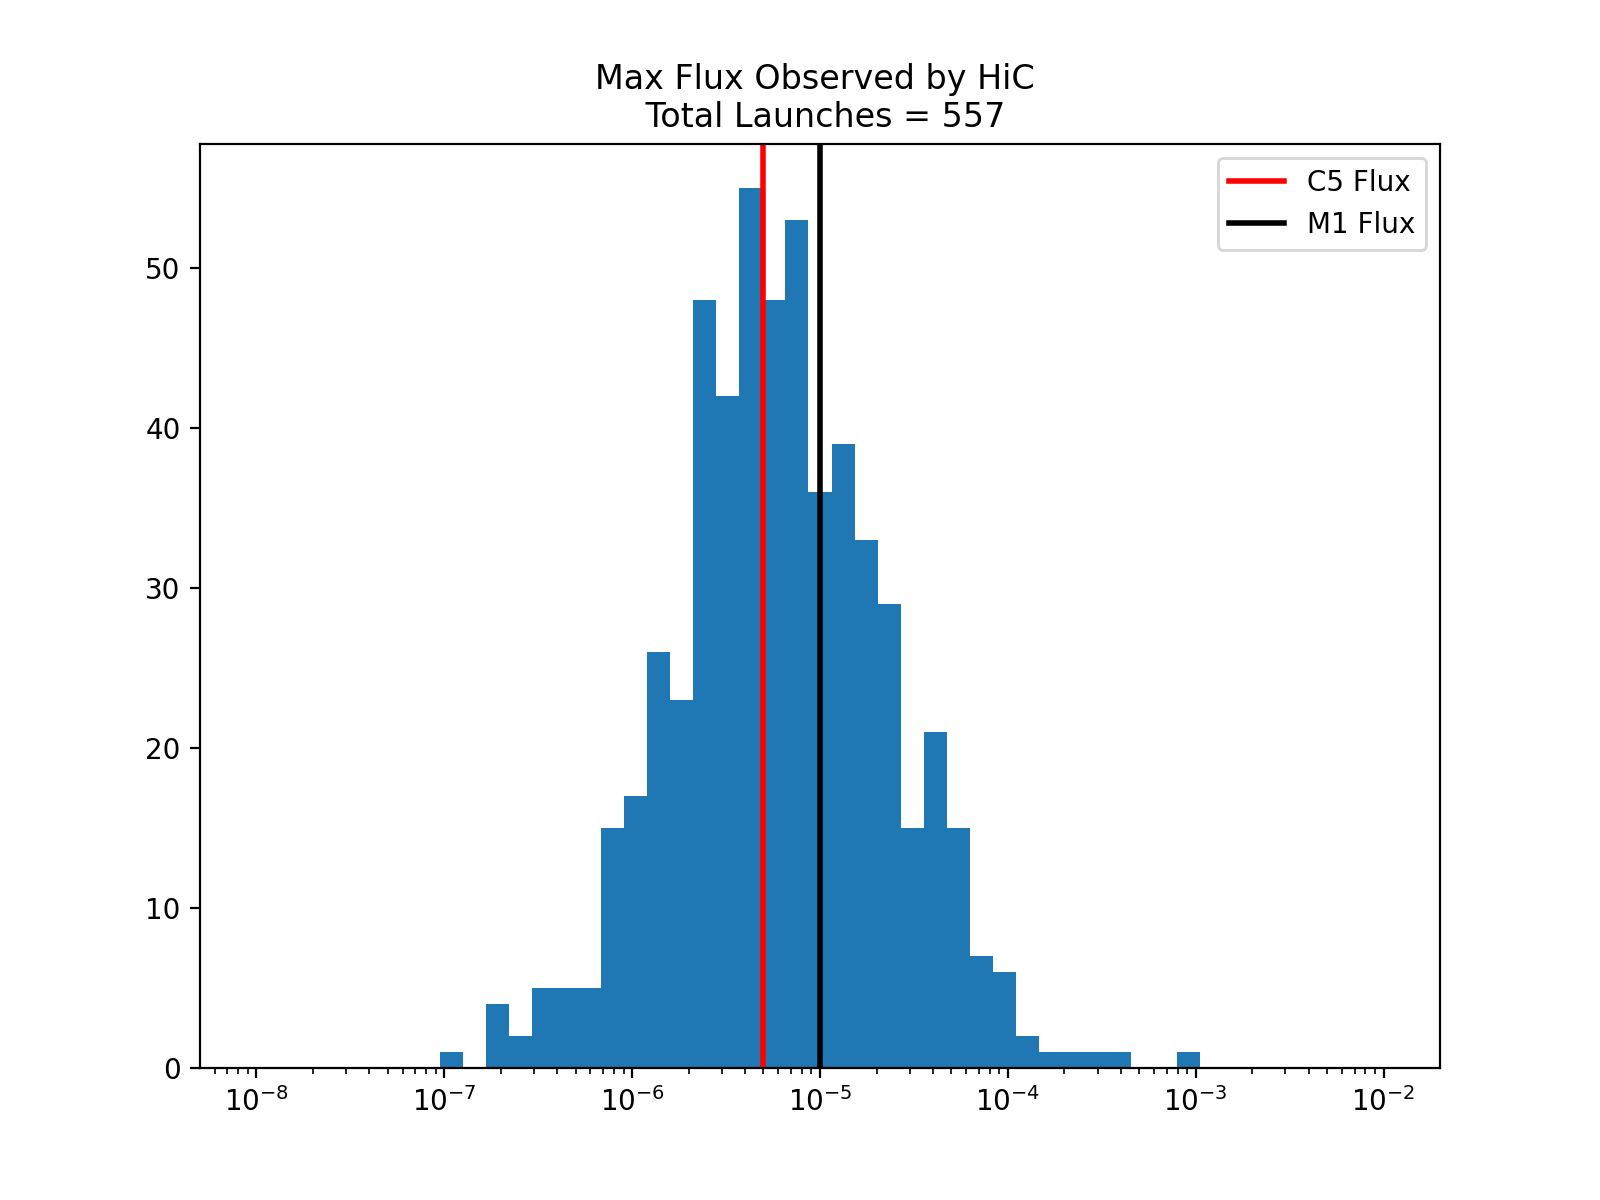 Max Flux Observed by HiC
Total Launches = 557
C5 Flux
M1 Flux
50
40
30
20
10
0
10⁻⁸ 10⁻⁷ 10⁻⁶ 10⁻⁵ 10⁻⁴ 10⁻³ 10⁻²